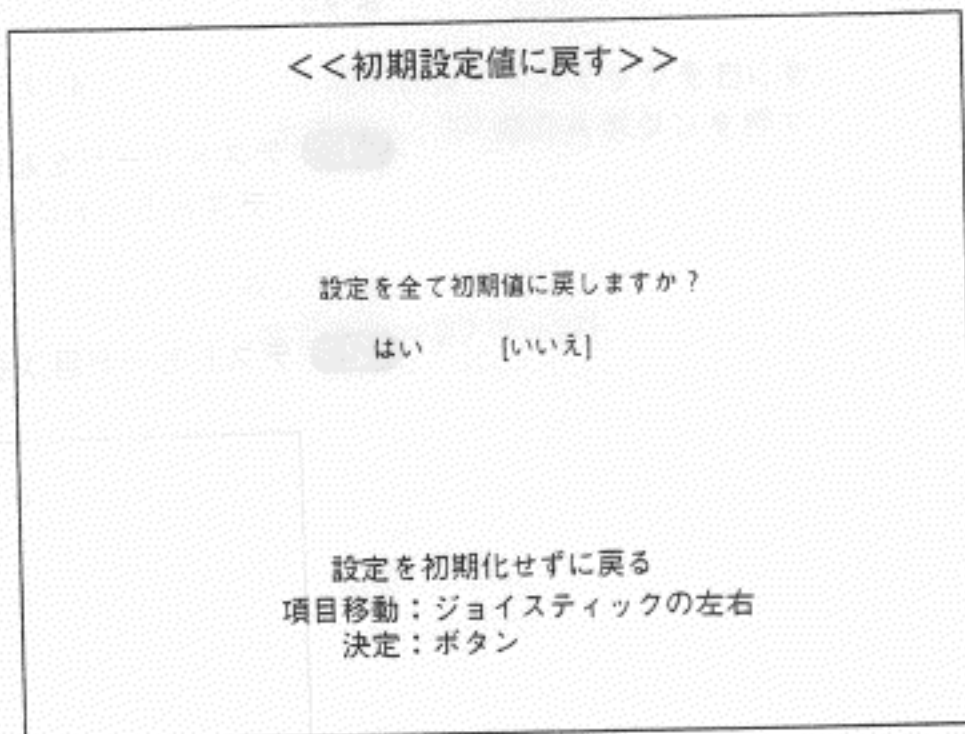 <<初期設定値に戻す>>
設定を全て初期値に戻しますか？
はい [いいえ]
設定を初期化せずに戻る
項目移動：ジョイスティックの左右
決定：ボタン